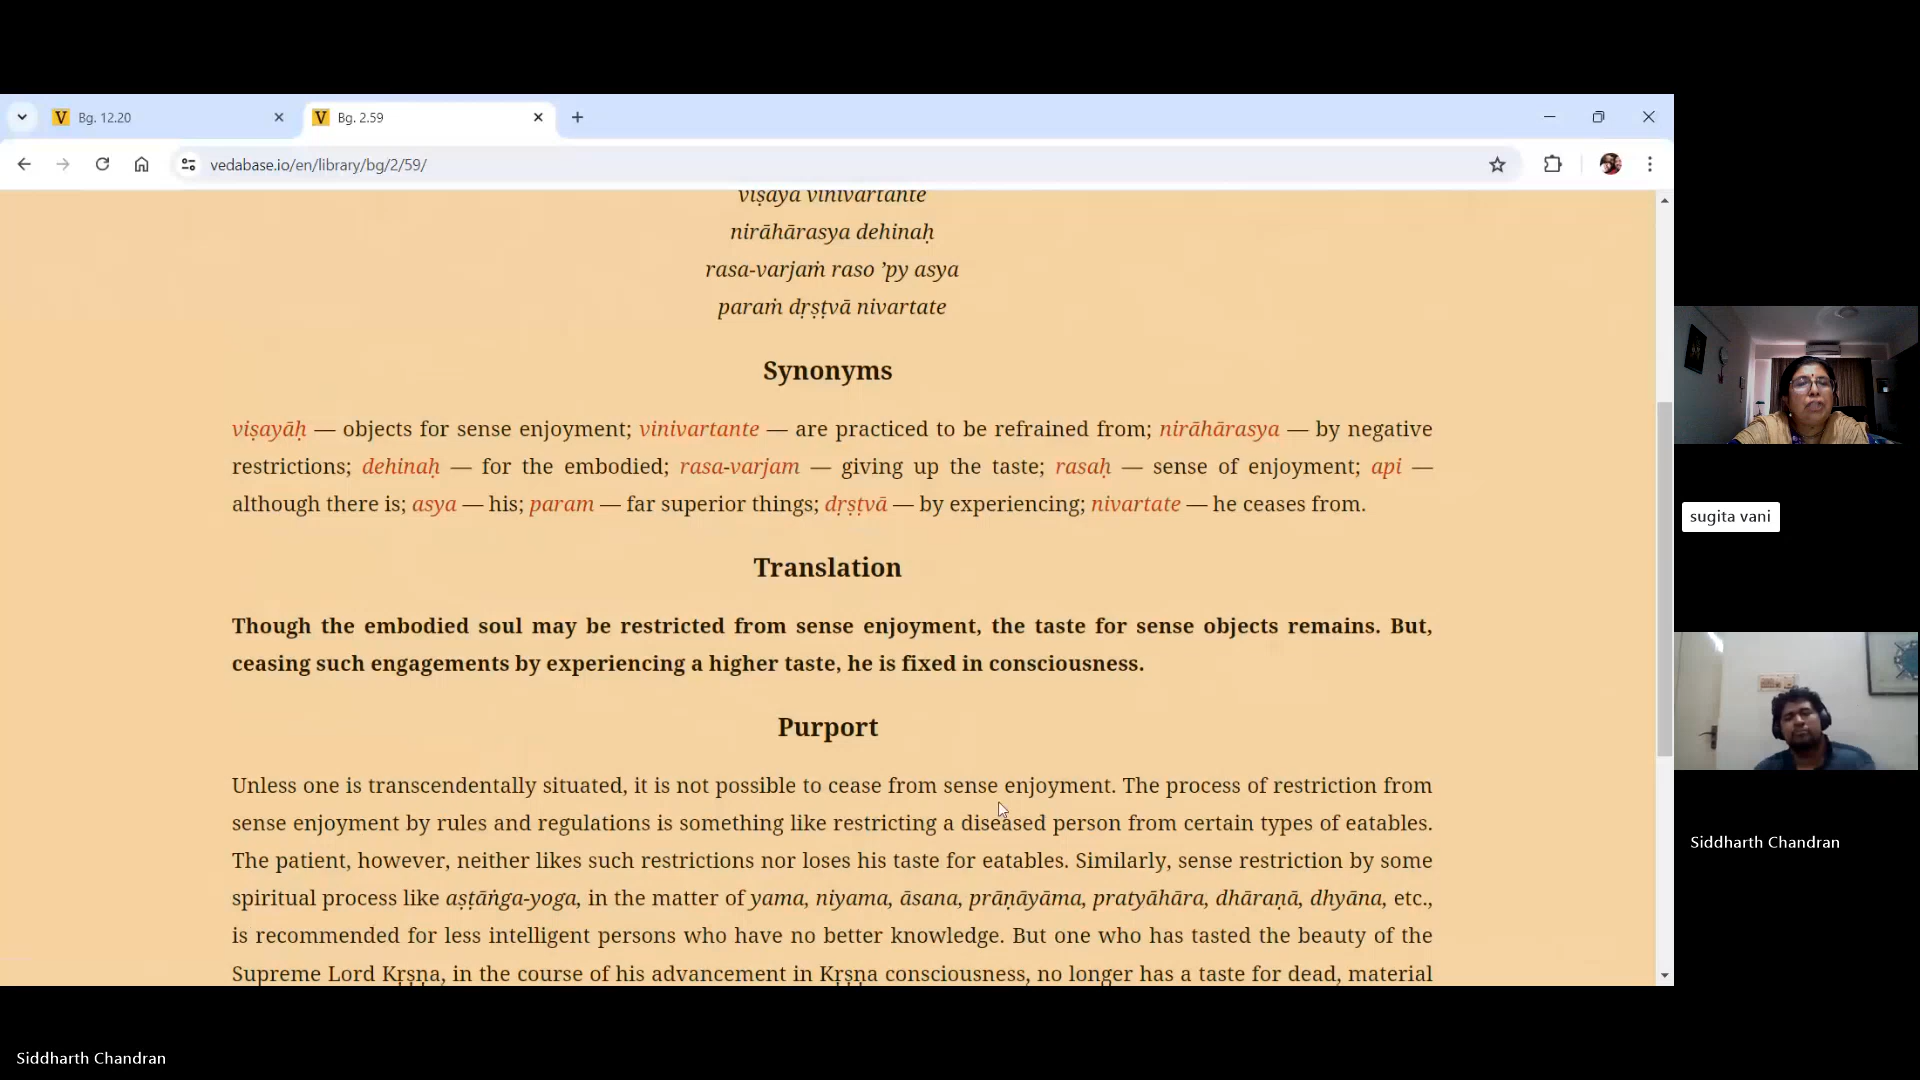 Bg. 12.20
Bg. 2.59
vedabase.io/en/library/bg/2/59/
viṣayā vinivartante
nirāhārasya dehinaḥ
rasa-varjaṁ raso ’py asya
paraṁ dṛṣṭvā nivartate
Synonyms
viṣayāḥ — objects for sense enjoyment; vinivartante — are practiced to be refrained from; nirāhārasya — by negative
restrictions; dehinaḥ — for the embodied; rasa-varjam — giving up the taste; rasaḥ — sense of enjoyment; api —
although there is; asya — his; param — far superior things; dṛṣṭvā — by experiencing; nivartate — he ceases from.
Translation
Though the embodied soul may be restricted from sense enjoyment, the taste for sense objects remains. But,
ceasing such engagements by experiencing a higher taste, he is fixed in consciousness.
Purport
Unless one is transcendentally situated, it is not possible to cease from sense enjoyment. The process of restriction from
sense enjoyment by rules and regulations is something like restricting a diseased person from certain types of eatables.
The patient, however, neither likes such restrictions nor loses his taste for eatables. Similarly, sense restriction by some
spiritual process like aṣṭāṅga-yoga, in the matter of yama, niyama, āsana, prāṇāyāma, pratyāhāra, dhāraṇā, dhyāna, etc.,
is recommended for less intelligent persons who have no better knowledge. But one who has tasted the beauty of the
Supreme Lord Kṛṣṇa, in the course of his advancement in Kṛṣṇa consciousness, no longer has a taste for dead, material
sugita vani
Siddharth Chandran
Siddharth Chandran